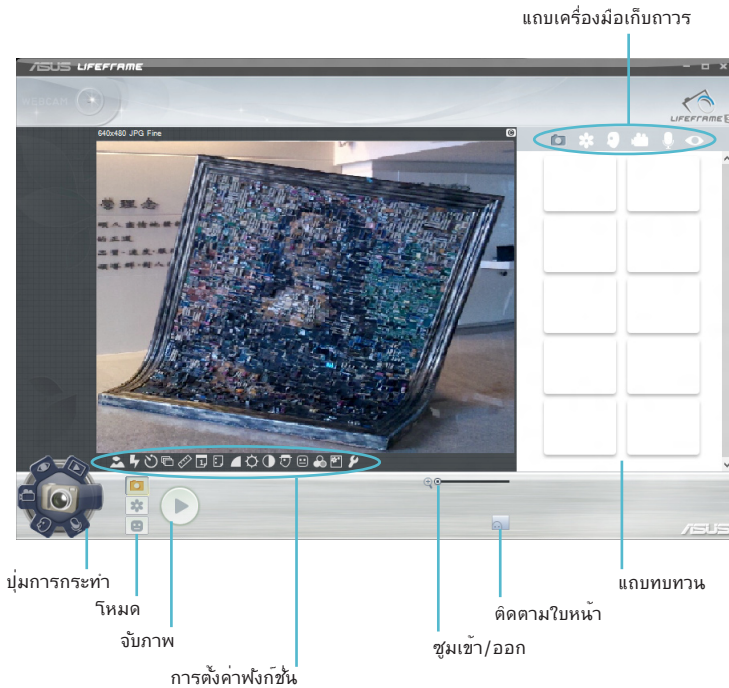 แถบเครื่องมือเก็บถาวร
ASUS LIFEFRAME
WEBCAM
LIFEFRAME3
640x480 JPG Fine
營理念
ASUS
ปุ่มการกระทำ
โหมด
จับภาพ
การตั้งค่าฟังก์ชั่น
ซูมเข้า/ออก
ติดตามใบหน้า
แถบทบทวน